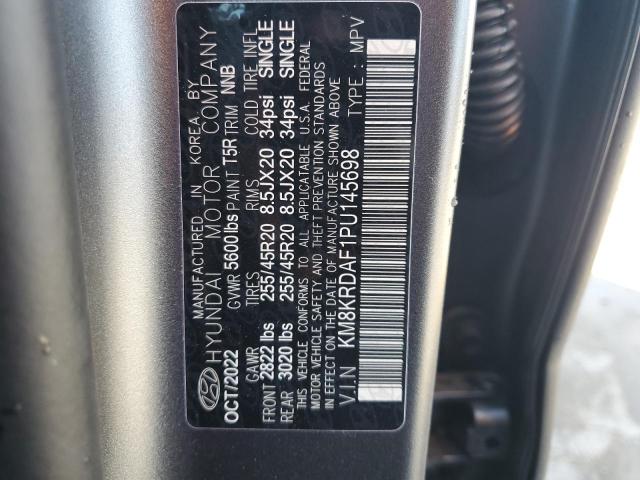 MANUFACTURED IN KOREA BY
HYUNDAI MOTOR COMPANY
OCT/2022 GVWR 5600lbs PAINT T5R TRIM NNB
GAWR TIRES RIMS COLD TIRE INFL
FRONT 2822 lbs 255/45R20 8.5JX20 34psi SINGLE
REAR 3020 lbs 255/45R20 8.5JX20 34psi SINGLE
THIS VEHICLE CONFORMS TO ALL APPLICABLE U.S.A. FEDERAL
MOTOR VEHICLE SAFETY AND THEFT PREVENTION STANDARDS
IN EFFECT ON THE DATE OF MANUFACTURE SHOWN ABOVE
V.I.N KM8KRDAF1PU145698 TYPE : MPV